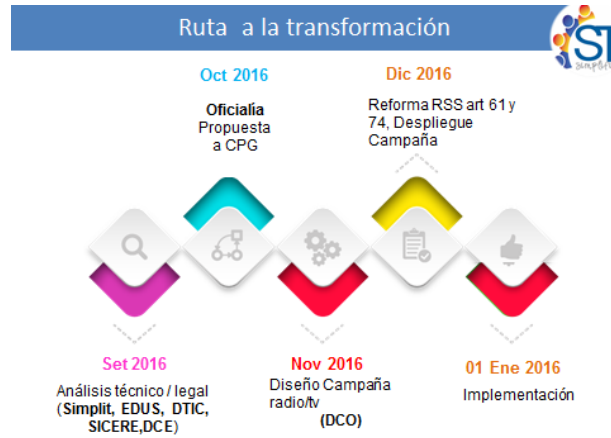 Ruta a la transformación
ST
simplit
Oct 2016
Oficialía
Propuesta
a CPG
Dic 2016
Reforma RSS art 61 y
74, Despliegue
Campaña
Set 2016
Análisis técnico / legal
(Simplit, EDUS, DTIC,
SICERE,DCE)
Nov 2016
Diseño Campaña
radio/tv
(DCO)
01 Ene 2016
Implementación